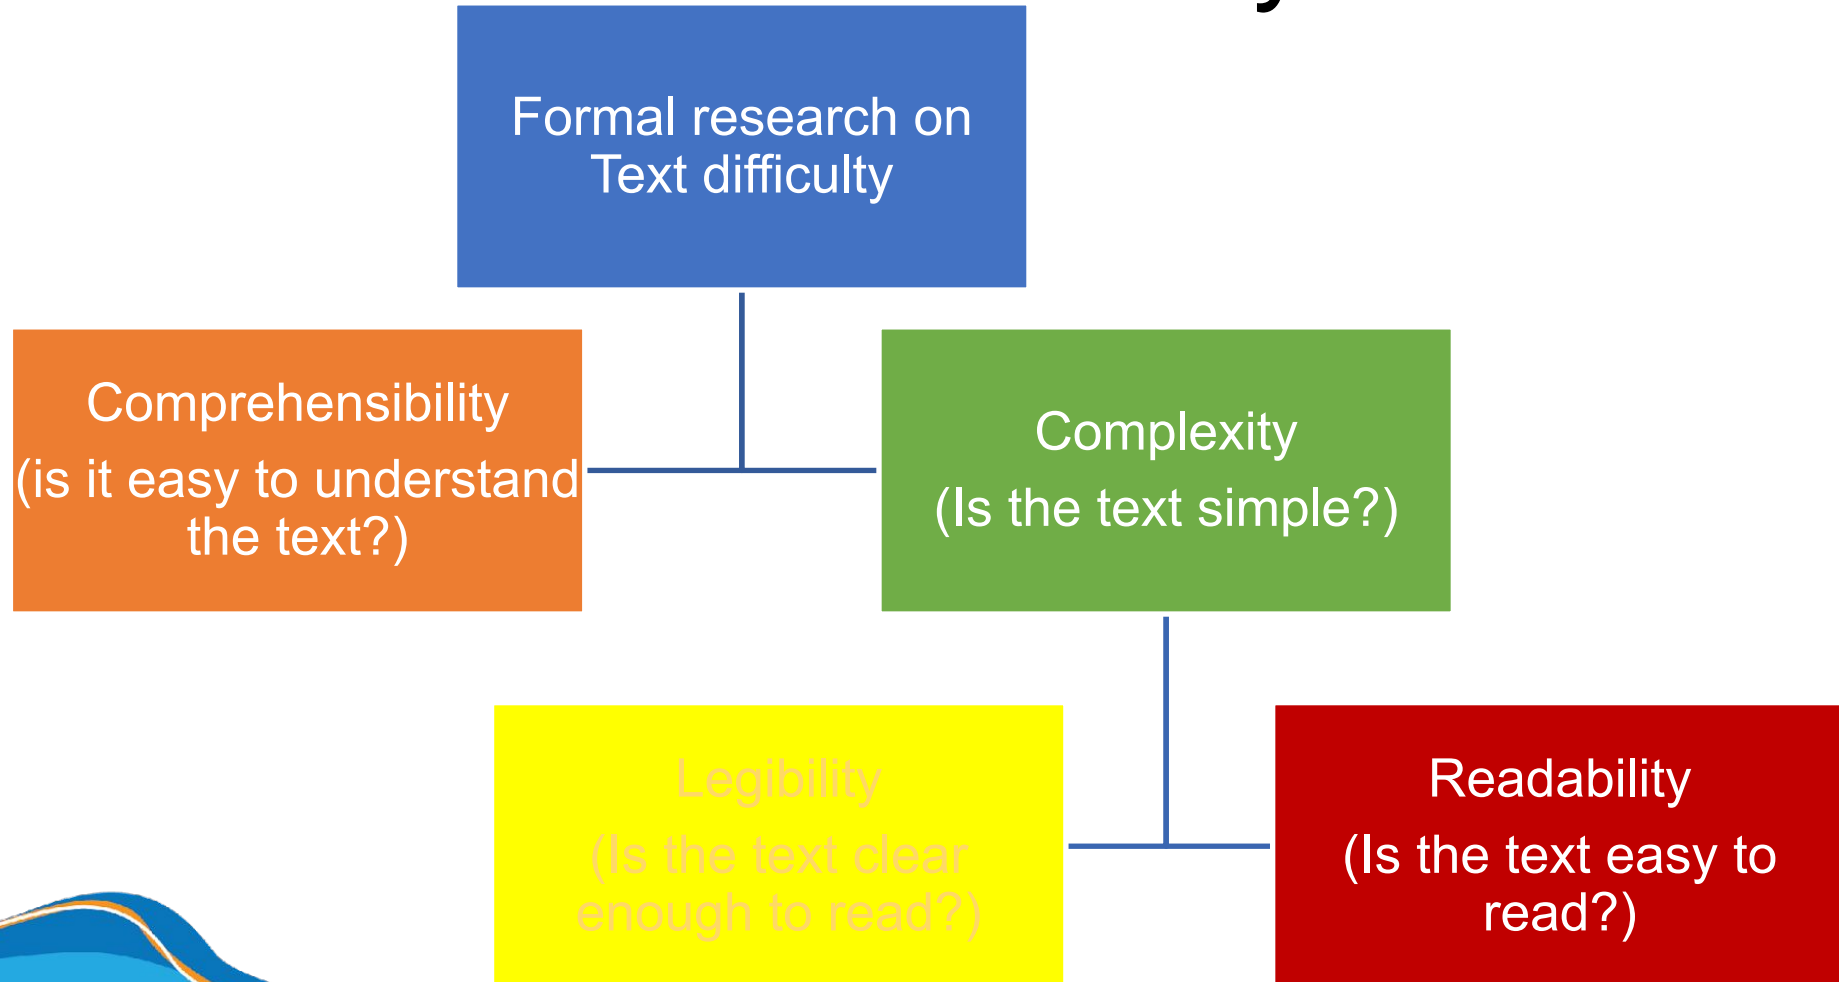 Formal research on
Text difficulty
Comprehensibility
(is it easy to understand
the text?)
Complexity
(Is the text simple?)
Legibility
(Is the text clear
enough to read?)
Readability
(Is the text easy to
read?)